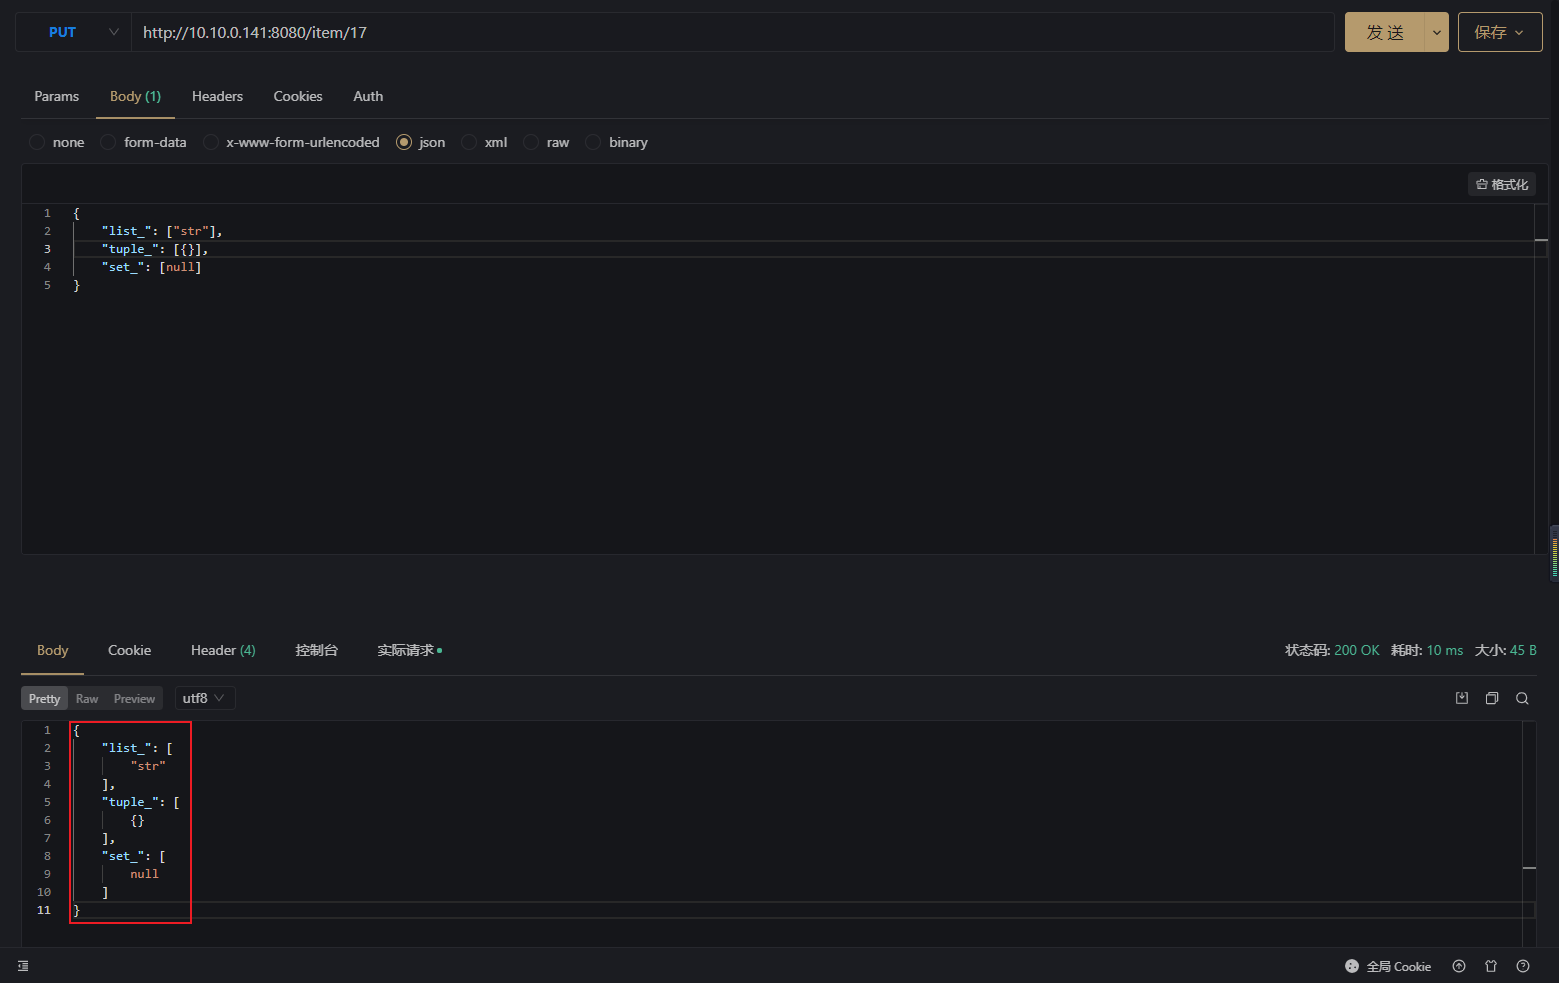 PUT http://10.10.0.141:8080/item/17 发 送 保存
Params Body (1) Headers Cookies Auth
none form-data x-www-form-urlencoded json xml raw binary
格式化
1 {
2 "list_": ["str"],
3 "tuple_": [{}],
4 "set_": [null]
5 }
Body Cookie Header (4) 控制台 实际请求 状态码: 200 OK 耗时: 10 ms 大小: 45 B
Pretty Raw Preview utf8
1 {
2 "list_": [
3 "str"
4 ],
5 "tuple_": [
6 {}
7 ],
8 "set_": [
9 null
10 ]
11 }
全局 Cookie